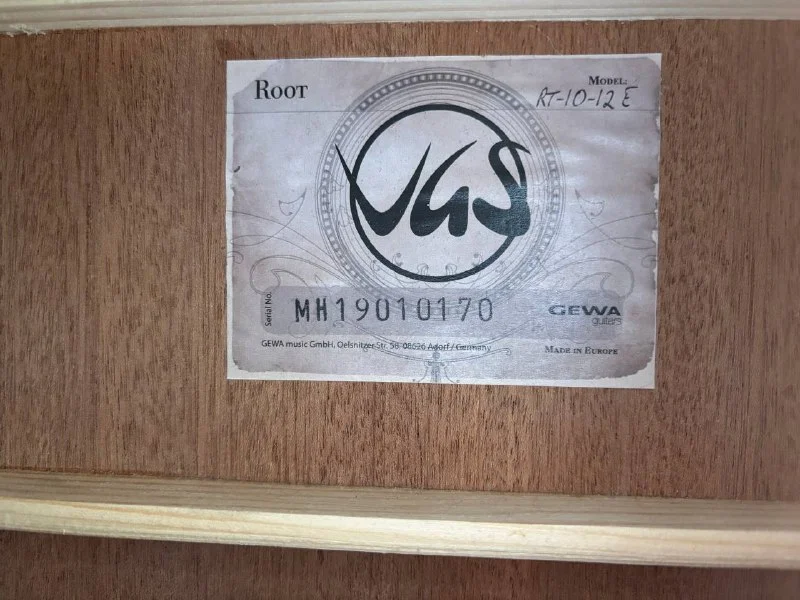 ROOT
MODEL:
RT-10-12E
VGS
Serial No.
MH19010170
GEWA
guitars
GEWA music GmbH, Oelsnitzer Str. 58, 08626 Adorf / Germany
MADE IN EUROPE